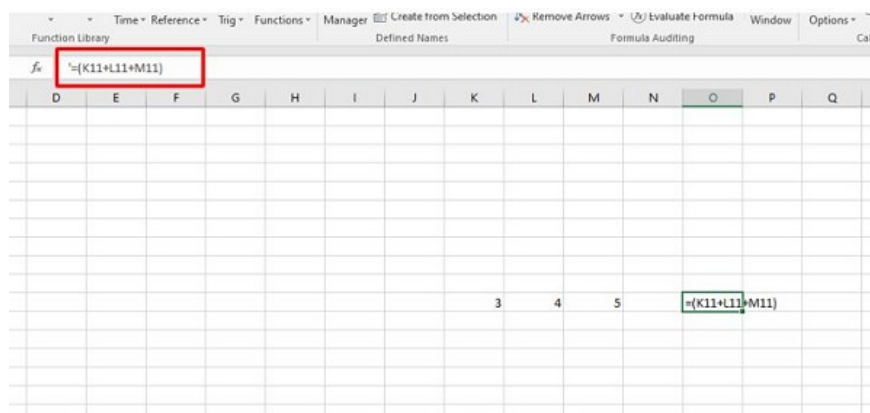 Time Reference Trig Functions Manager Create from Selection Remove Arrows Evaluate Formula Window Options
Function Library Defined Names Formula Auditing Ca
fx '=(K11+L11+M11)
D E F G H I J K L M N O P Q
3 4 5 =(K11+L11+M11)